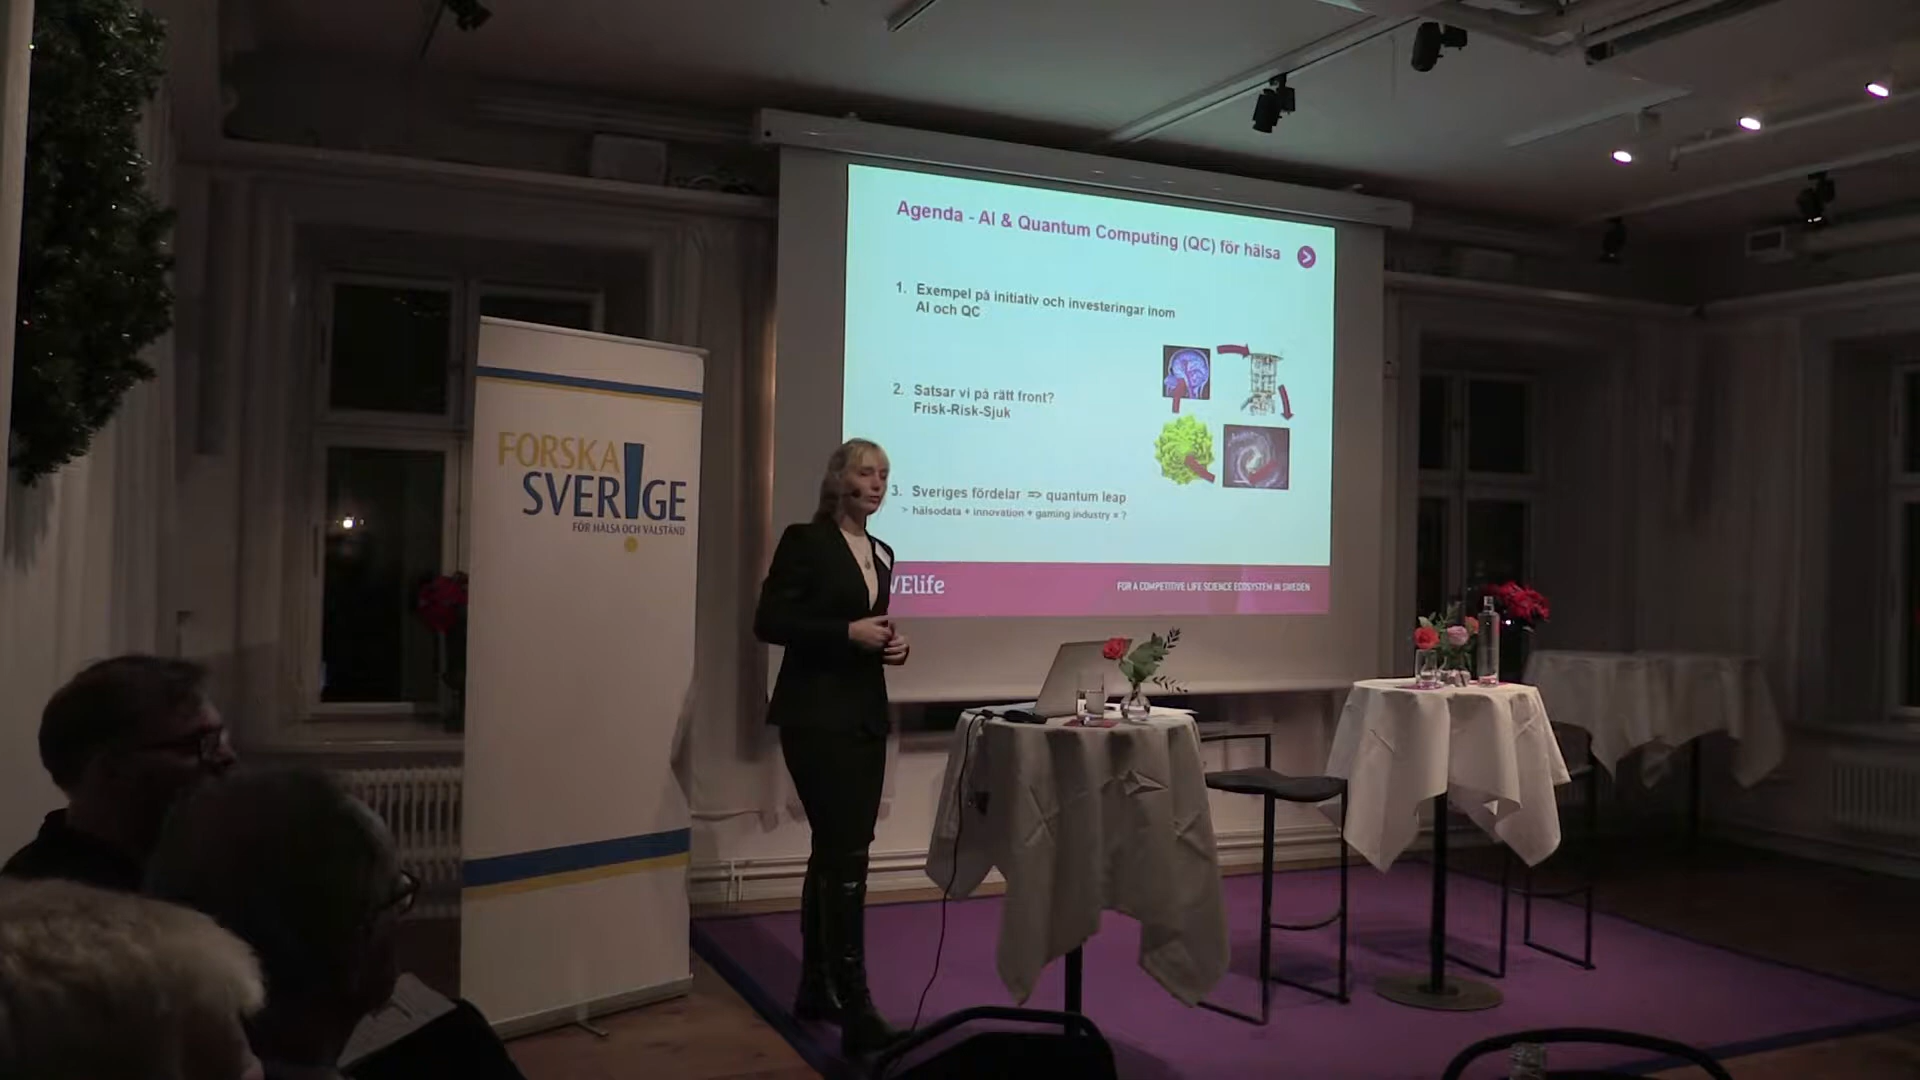 Agenda - AI & Quantum Computing (QC) för hälsa
1. Exempel på initiativ och investeringar inom
AI och QC
2. Satsar vi på rätt front?
Frisk-Risk-Sjuk
3. Sveriges fördelar => quantum leap
> hälsodata + innovation + gaming industry = ?
VElife
FOR A COMPETITIVE LIFE SCIENCE ECOSYSTEM IN SWEDEN
FORSKA!
SVERIGE
FÖR HÄLSA OCH VÄLSTÅND